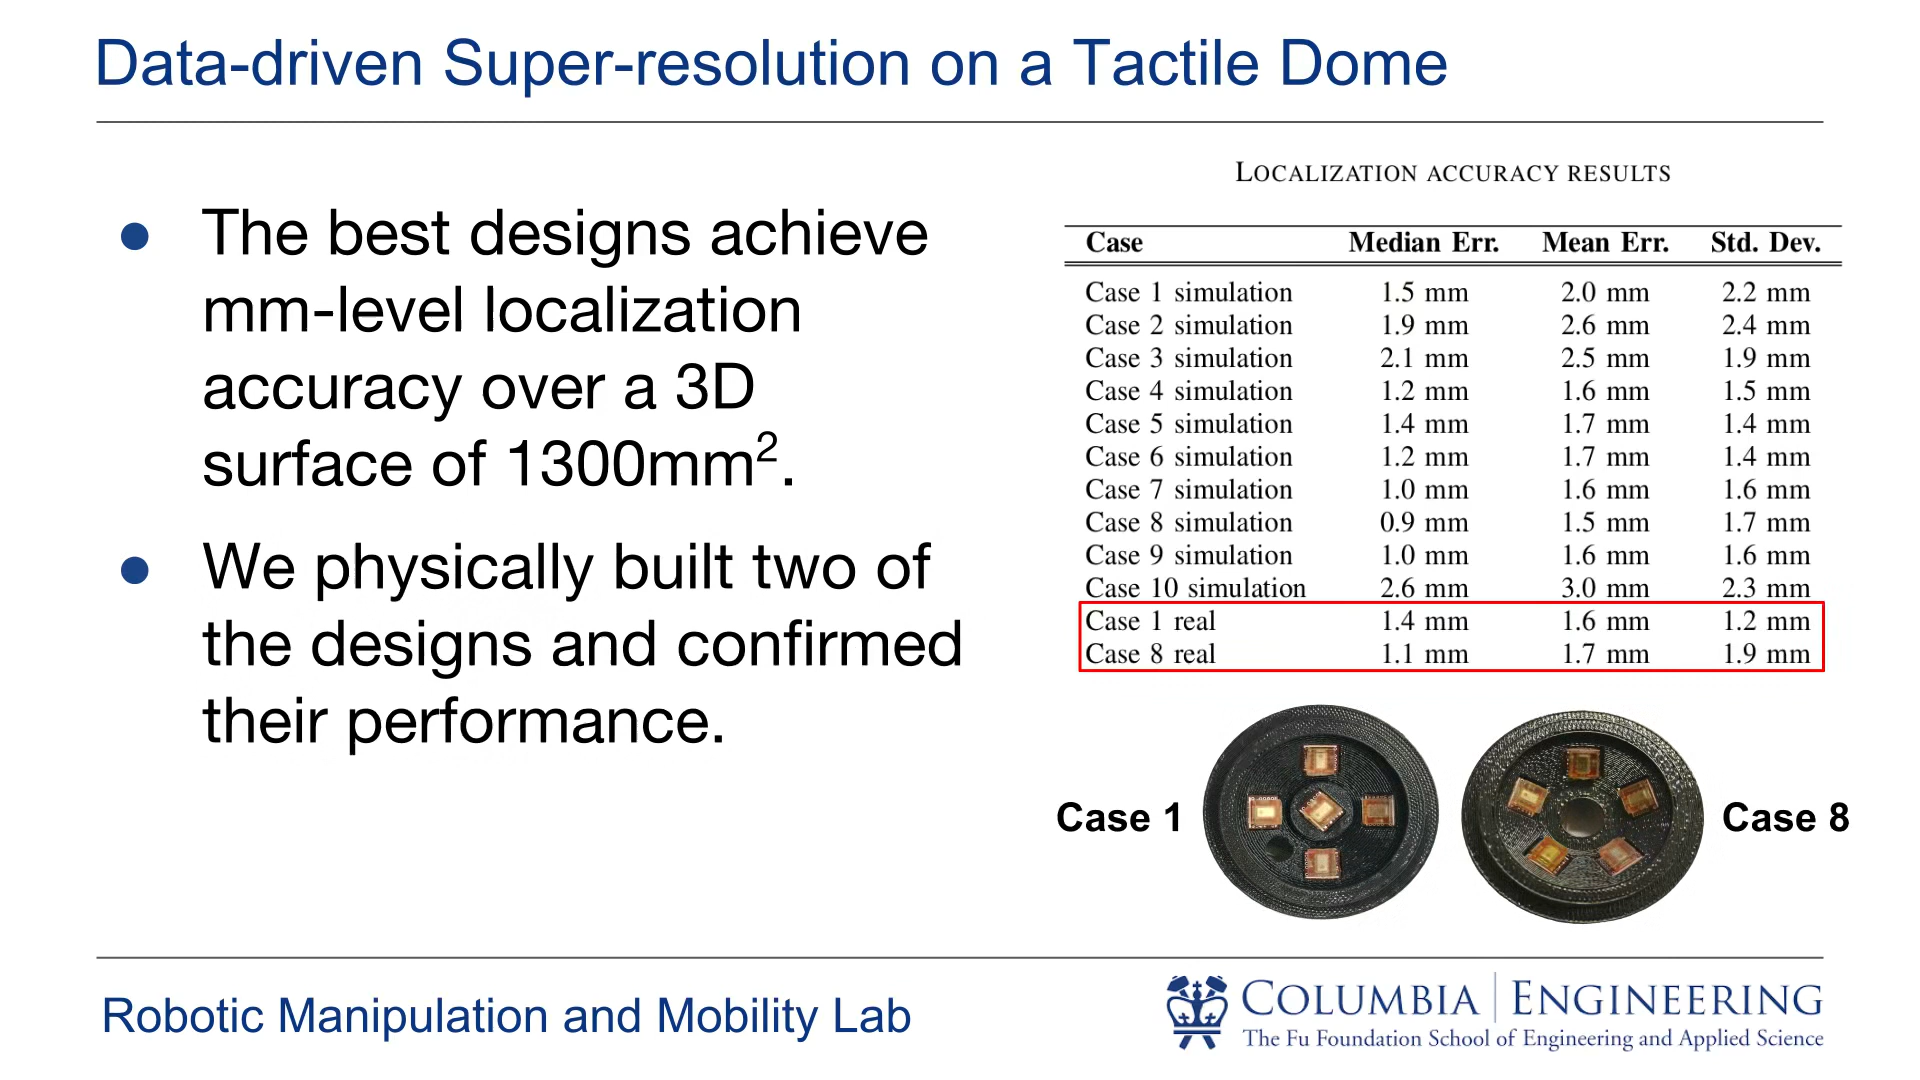 Data-driven Super-resolution on a Tactile Dome
● The best designs achieve
mm-level localization
accuracy over a 3D
surface of 1300mm².
● We physically built two of
the designs and confirmed
their performance.
LOCALIZATION ACCURACY RESULTS
Case Median Err. Mean Err. Std. Dev.
Case 1 simulation 1.5 mm 2.0 mm 2.2 mm
Case 2 simulation 1.9 mm 2.6 mm 2.4 mm
Case 3 simulation 2.1 mm 2.5 mm 1.9 mm
Case 4 simulation 1.2 mm 1.6 mm 1.5 mm
Case 5 simulation 1.4 mm 1.7 mm 1.4 mm
Case 6 simulation 1.2 mm 1.7 mm 1.4 mm
Case 7 simulation 1.0 mm 1.6 mm 1.6 mm
Case 8 simulation 0.9 mm 1.5 mm 1.7 mm
Case 9 simulation 1.0 mm 1.6 mm 1.6 mm
Case 10 simulation 2.6 mm 3.0 mm 2.3 mm
Case 1 real 1.4 mm 1.6 mm 1.2 mm
Case 8 real 1.1 mm 1.7 mm 1.9 mm
Case 1
Case 8
Robotic Manipulation and Mobility Lab
COLUMBIA | ENGINEERING
The Fu Foundation School of Engineering and Applied Science